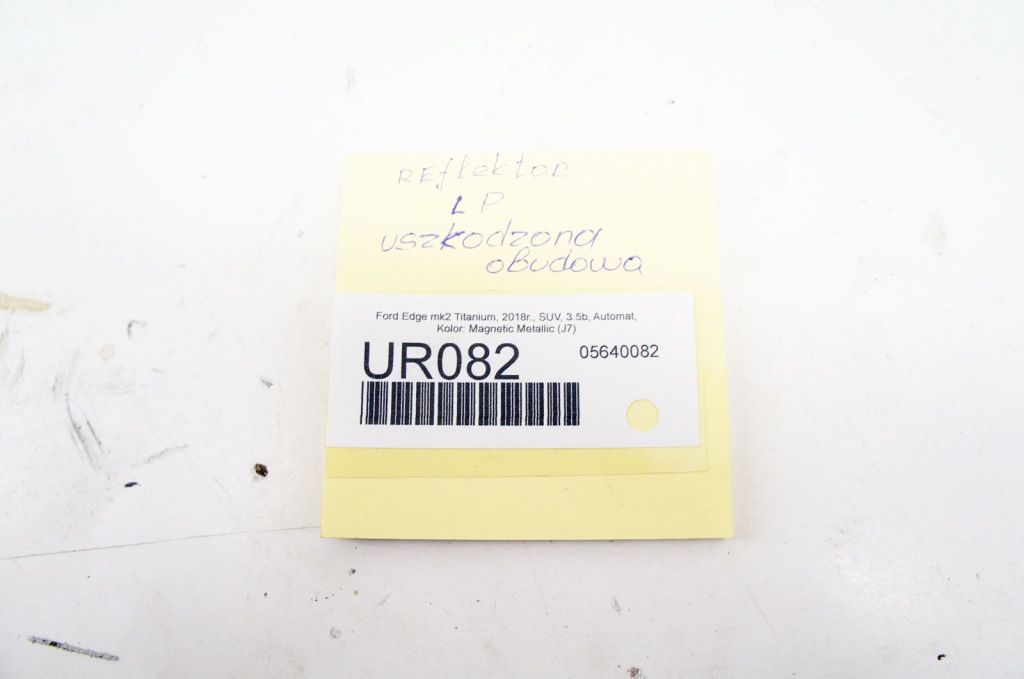 REflektoR
LP
uszkodzona
obudowa
Ford Edge mk2 Titanium, 2018r., SUV, 3.5b, Automat,
Kolor: Magnetic Metallic (J7)
UR082 05640082